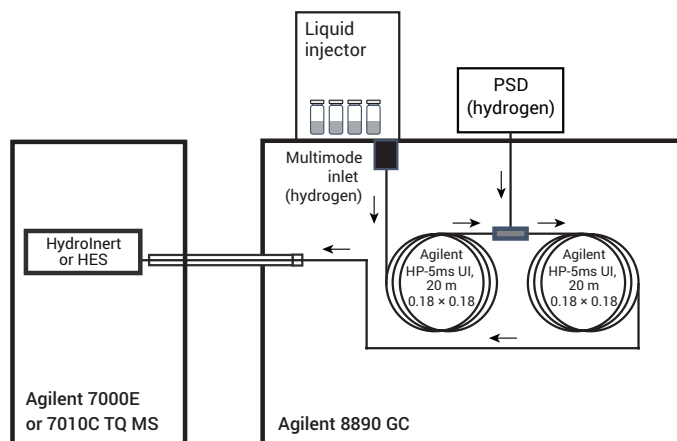 Liquid
injector
PSD
(hydrogen)
Multimode
inlet
(hydrogen)
HydroInert
or HES
Agilent
HP-5ms UI,
20 m
0.18 × 0.18
Agilent
HP-5ms UI,
20 m
0.18 × 0.18
Agilent 7000E
or 7010C TQ MS
Agilent 8890 GC